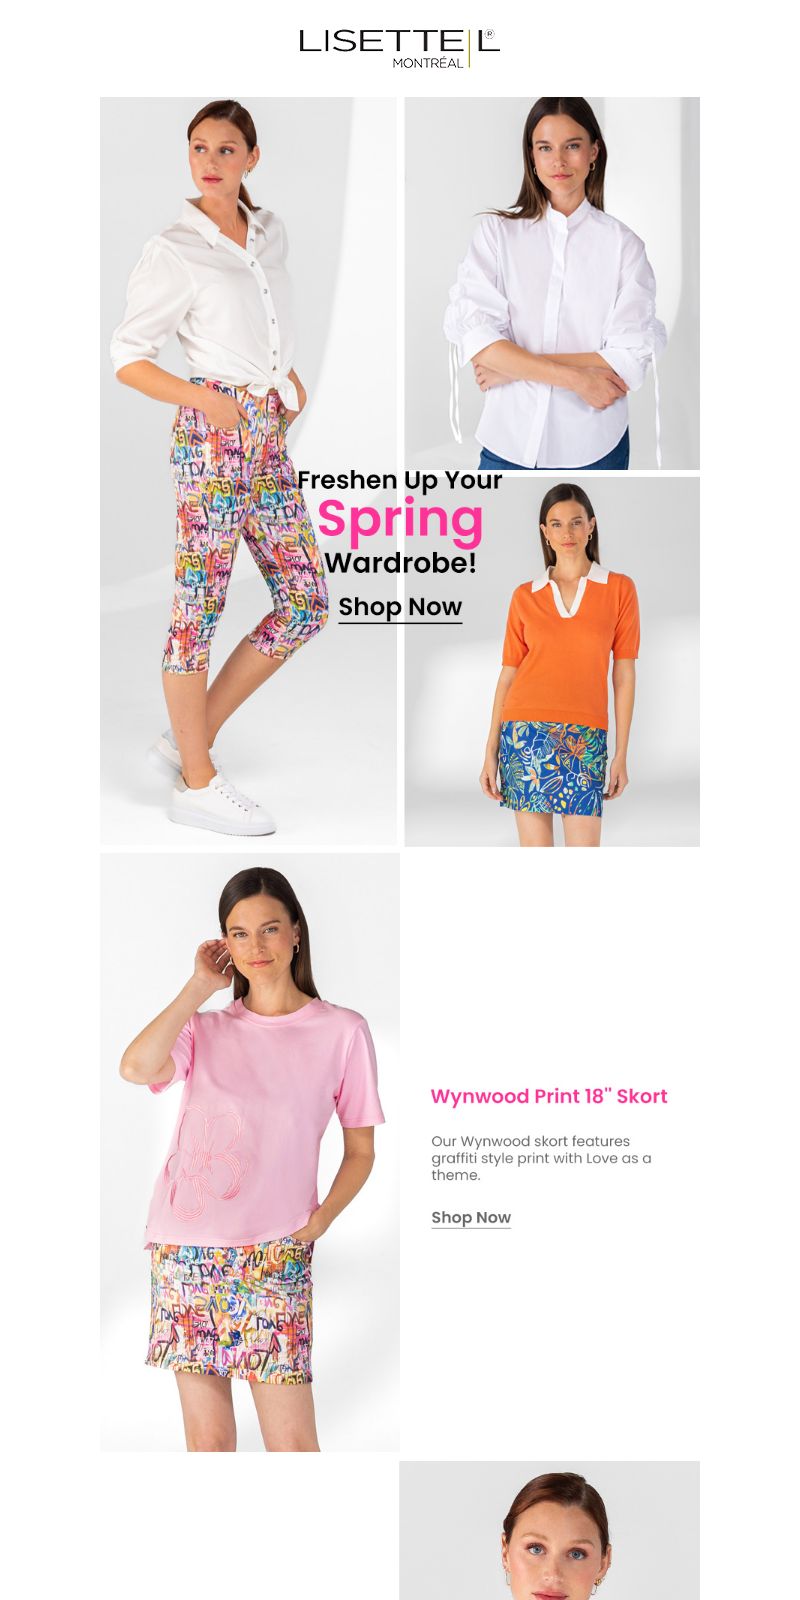 LISETTE L®
MONTRÉAL
Freshen Up Your
Spring
Wardrobe!
Shop Now
Wynwood Print 18" Skort
Our Wynwood skort features
graffiti style print with Love as a
theme.
Shop Now